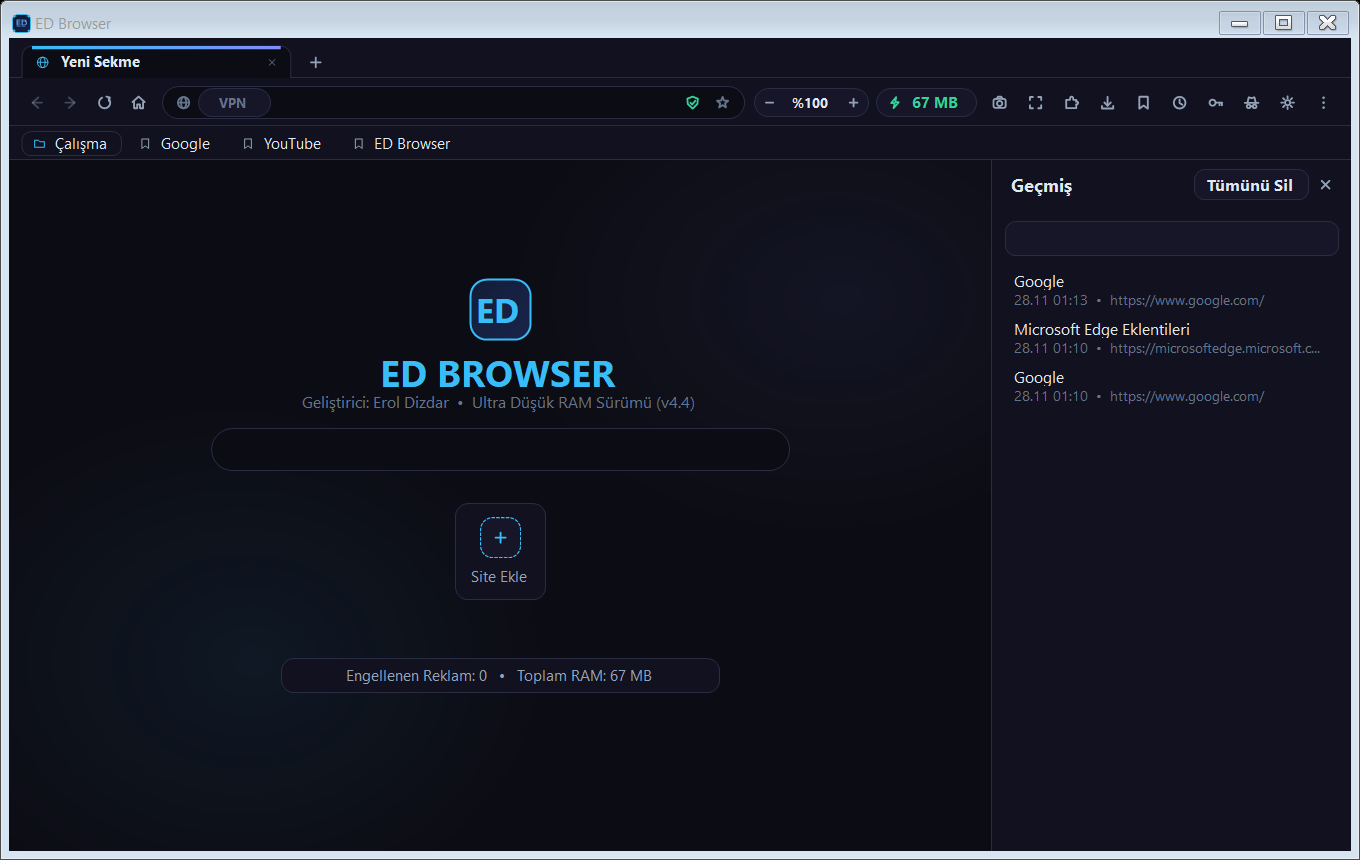 ED ED Browser
Yeni Sekme
VPN %100 67 MB
Çalışma Google YouTube ED Browser
Geçmiş Tümünü Sil
Google
28.11 01:13 • https://www.google.com/
Microsoft Edge Eklentileri
28.11 01:10 • https://microsoftedge.microsoft.c...
Google
28.11 01:10 • https://www.google.com/
ED
ED BROWSER
Geliştirici: Erol Dizdar • Ultra Düşük RAM Sürümü (v4.4)
Site Ekle
Engellenen Reklam: 0 • Toplam RAM: 67 MB